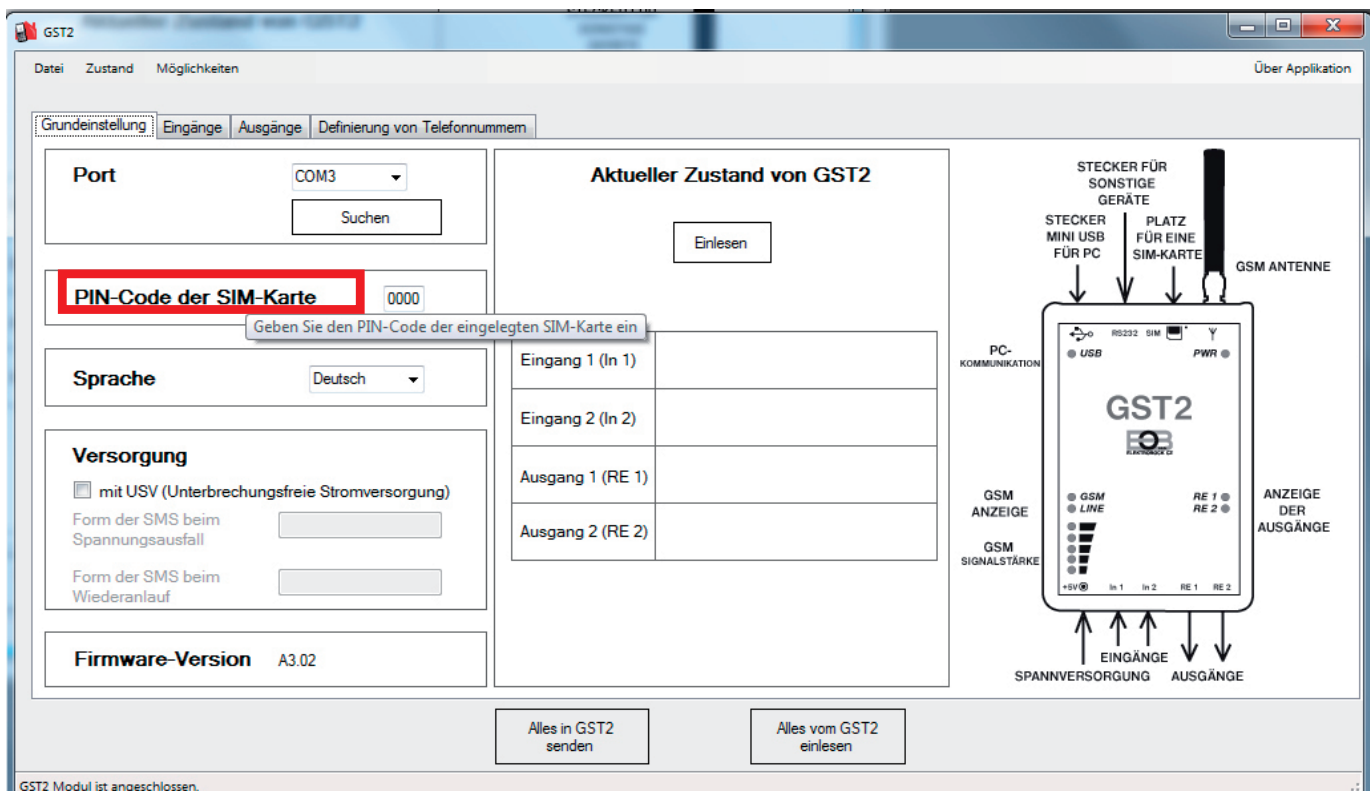 GST2
Datei Zustand Möglichkeiten Über Applikation
Grundeinstellung Eingänge Ausgänge Definierung von Telefonnummern
Port COM3
Suchen
PIN-Code der SIM-Karte 0000
Geben Sie den PIN-Code der eingelegten SIM-Karte ein
Sprache Deutsch
Versorgung
mit USV (Unterbrechungsfreie Stromversorgung)
Form der SMS beim
Spannungsausfall
Form der SMS beim
Wiederanlauf
Firmware-Version A3.02
Aktueller Zustand von GST2
Einlesen
Eingang 1 (In 1)
Eingang 2 (In 2)
Ausgang 1 (RE 1)
Ausgang 2 (RE 2)
STECKER FÜR
SONSTIGE
GERÄTE
STECKER
MINI USB
FÜR PC
PLATZ
FÜR EINE
SIM-KARTE
GSM ANTENNE
RS232 SIM
PC-
KOMMUNIKATION
USB PWR
GST2
GSM
ANZEIGE
GSM
LINE
RE 1
RE 2
ANZEIGE
DER
AUSGÄNGE
GSM
SIGNALSTÄRKE
+5V In 1 In 2 RE 1 RE 2
EINGÄNGE
SPANNVERSORGUNG AUSGÄNGE
Alles in GST2
senden
Alles vom GST2
einlesen
GST2 Modul ist angeschlossen.